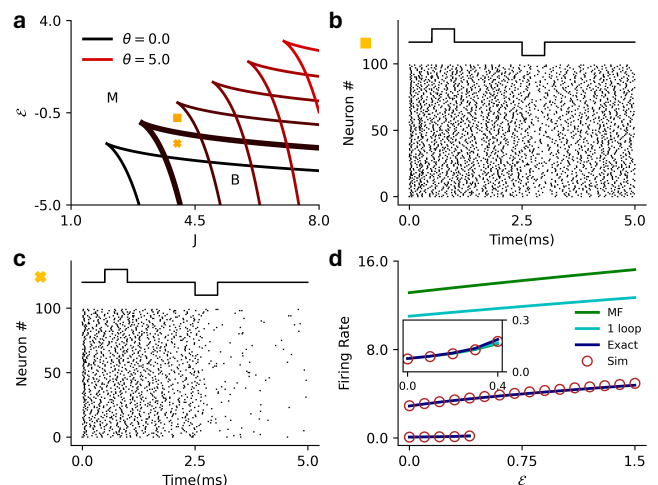 a
4.0
-0.5
-5.0
ℰ
θ = 0.0
θ = 5.0
M
B
1.0 4.5 8.0
J
b
100
50
0
Neuron #
0.0 2.5 5.0
Time(ms)
c
100
50
0
Neuron #
0.0 2.5 5.0
Time(ms)
d
16.0
8.0
0.0
Firing Rate
MF
1 loop
Exact
Sim
0.3
0.0
0.0 0.4
0.0 0.75 1.5
ℰ